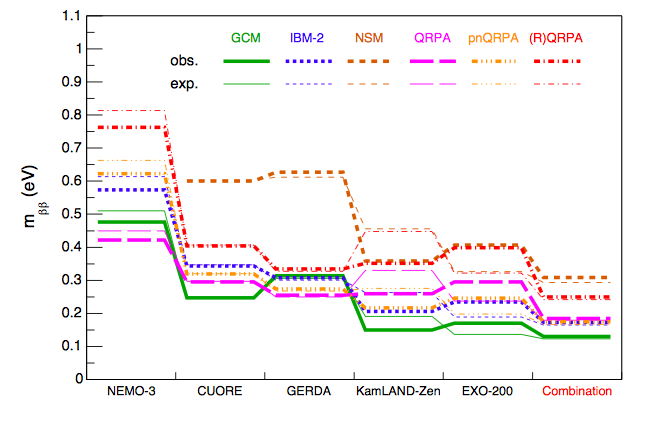 1.1
GCM IBM-2 NSM QRPA pnQRPA (R)QRPA
1
obs.
0.9
exp.
0.8
0.7
0.6
0.5
0.4
0.3
0.2
0.1
0
mββ (eV)
NEMO-3 CUORE GERDA KamLAND-Zen EXO-200 Combination